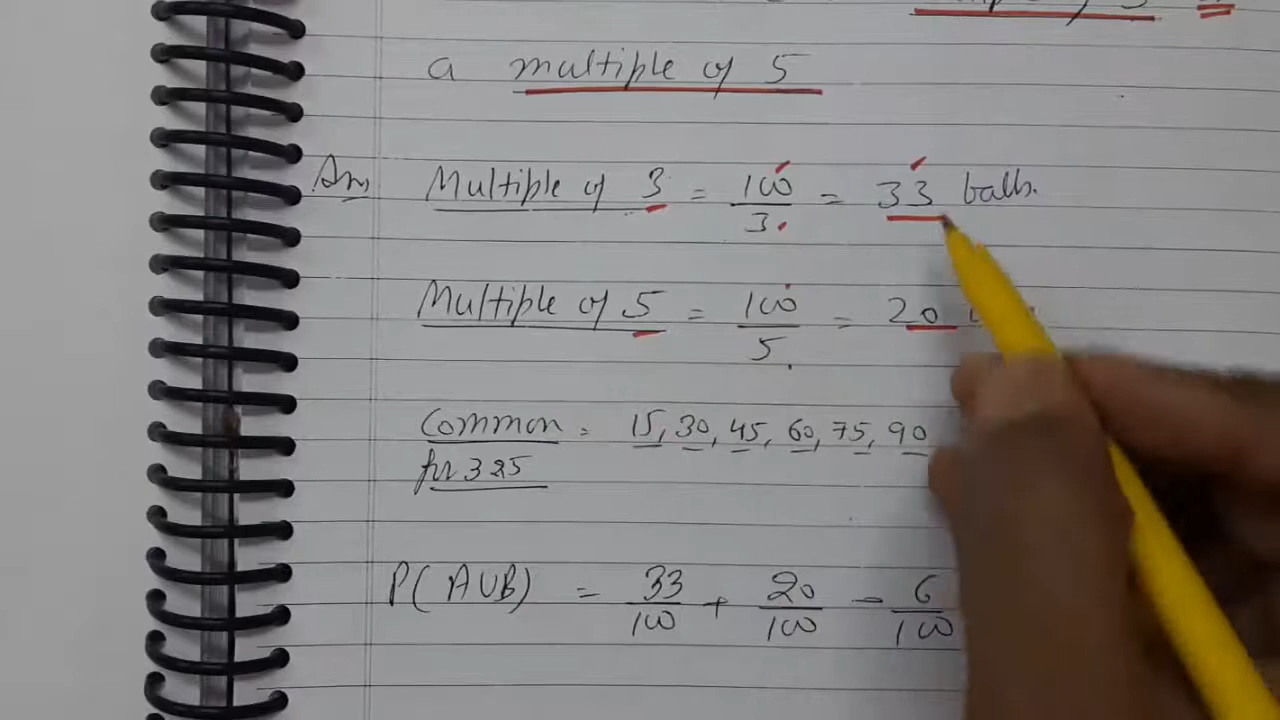 a multiple of 5
Ans Multiple of 3 = 100/3 = 33 balls.
Multiple of 5 = 100/5 = 20
Common = 15, 30, 45, 60, 75, 90
for 3 & 5
P(AUB) = 33/100 + 20/100 - 6/100